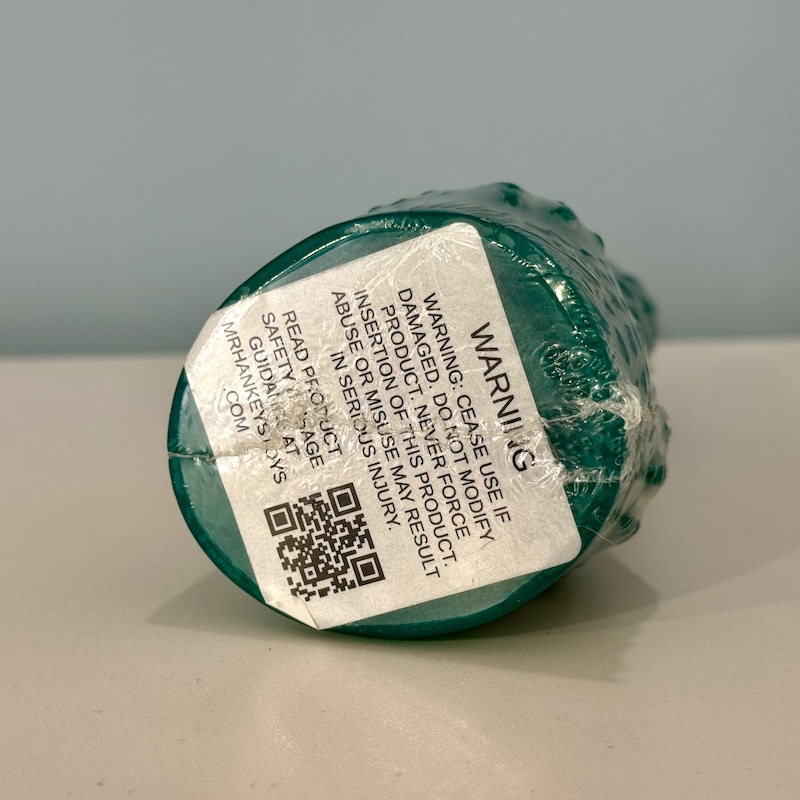 WARNING
WARNING: CEASE USE IF
DAMAGED. DO NOT MODIFY
PRODUCT. NEVER FORCE
INSERTION OF THIS PRODUCT.
ABUSE OR MISUSE MAY RESULT
IN SERIOUS INJURY.
READ PRODUCT
SAFETY AT
GUIDANCE
MRHANKEYSTOYS
.COM